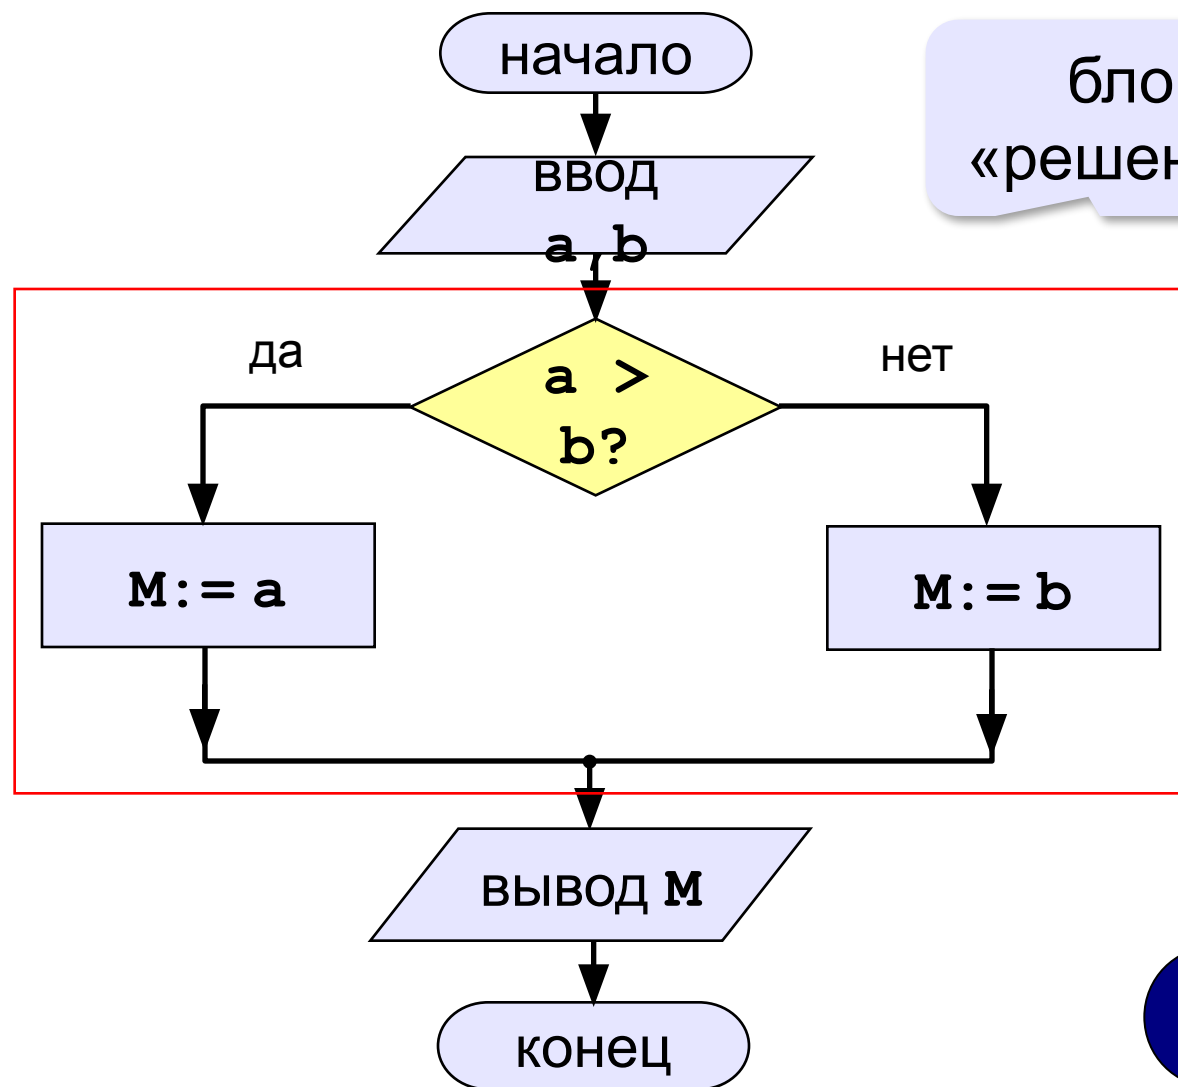 начало
бло
«решен
ввод
a,b
да
нет
a >
b?
M:= a
M:= b
вывод M
конец